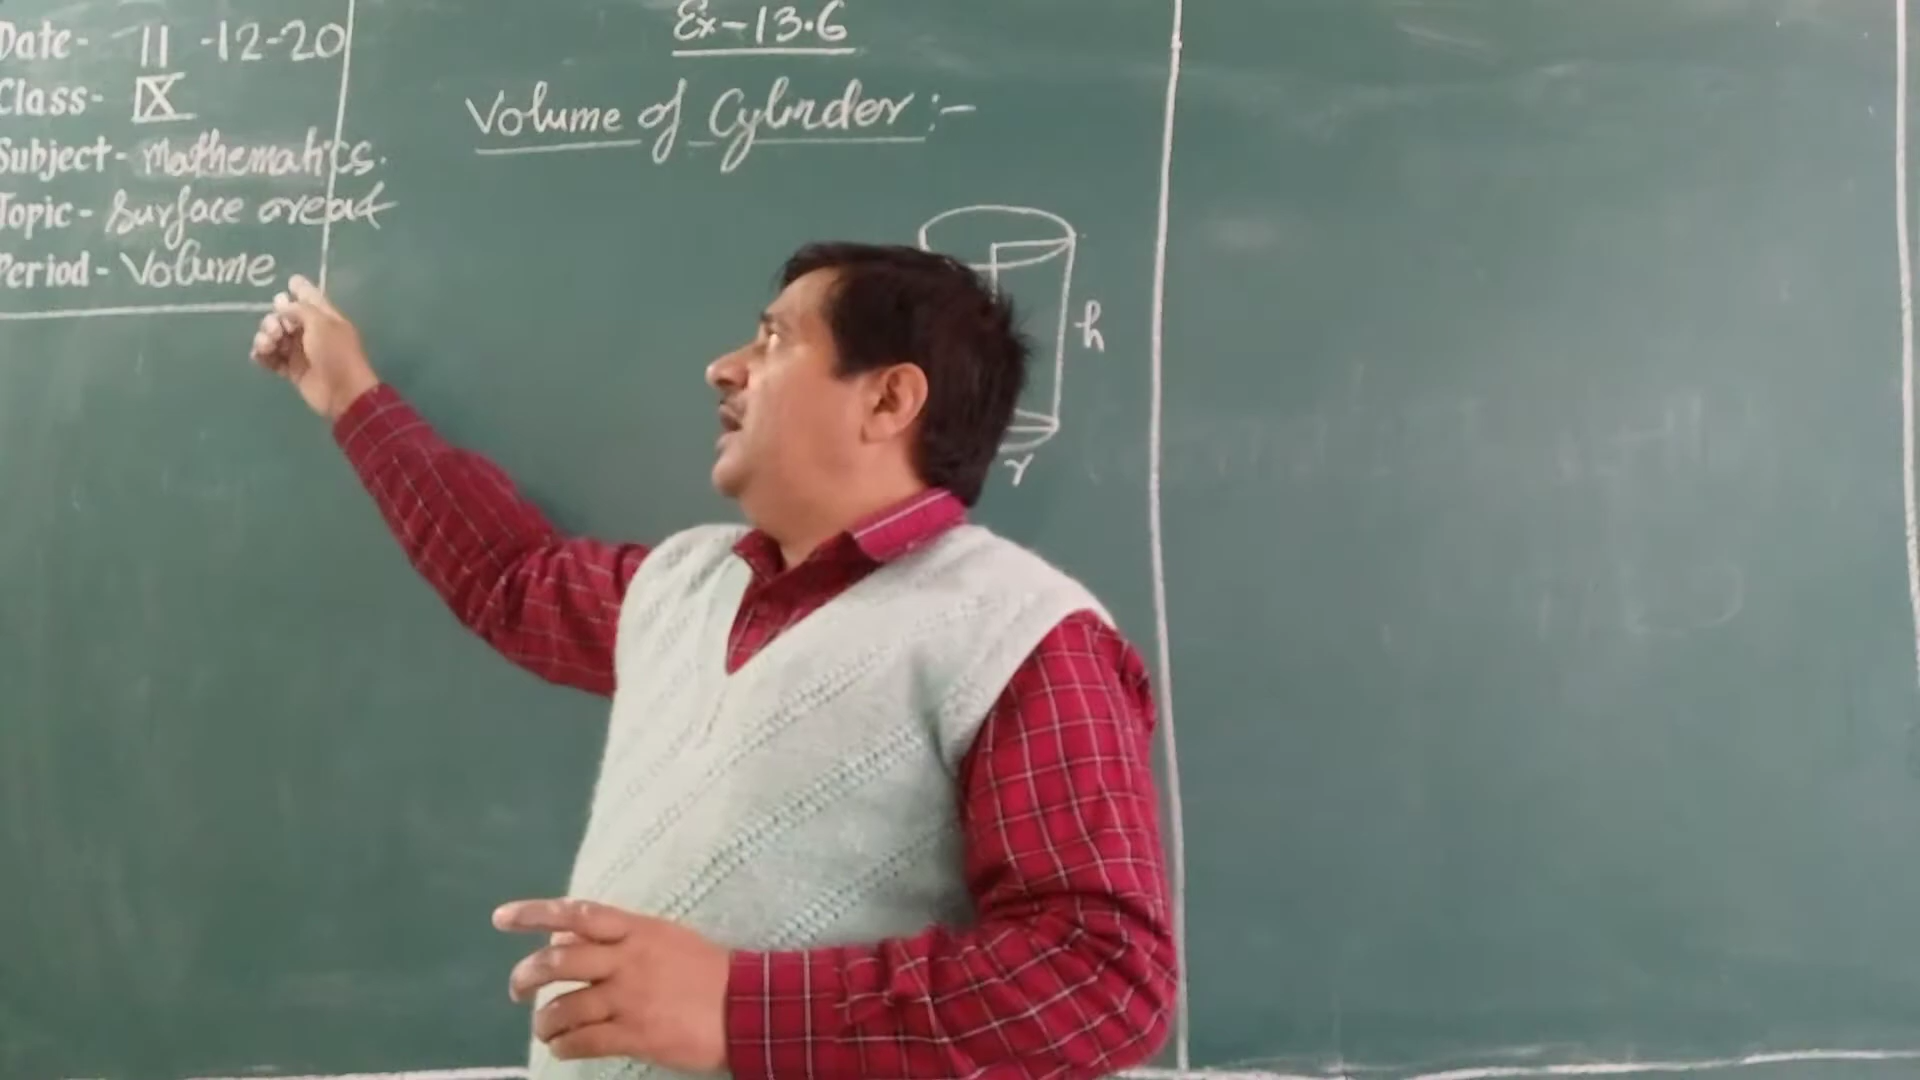 Date- 11 -12-20
Class- IX
Subject- Mathematics.
Topic- Surface area &
Period- Volume
Ex-13.6
Volume of Cylinder :-
h
r